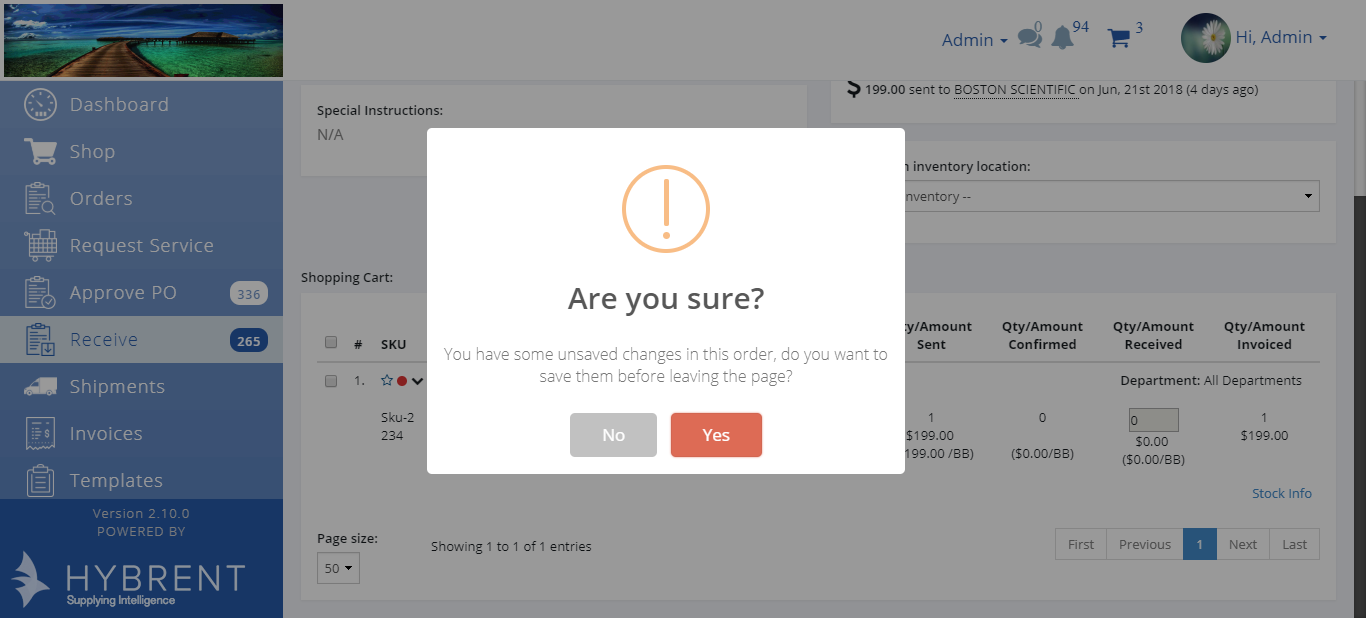 Admin
0
94
3
Hi, Admin
Dashboard
Shop
Orders
Request Service
Approve PO 336
Receive 265
Shipments
Invoices
Templates
Version 2.10.0
POWERED BY
HYBRENT
Supplying Intelligence
Special Instructions:
N/A
$ 199.00 sent to BOSTON SCIENTIFIC on Jun, 21st 2018 (4 days ago)
inventory location:
nventory --
Shopping Cart:
# SKU
Qty/Amount
Sent
Qty/Amount
Confirmed
Qty/Amount
Received
Qty/Amount
Invoiced
1.
Department: All Departments
Sku-2
234
1
$199.00
199.00 /BB)
0
($0.00/BB)
0
$0.00
($0.00/BB)
1
$199.00
Stock Info
Page size:
50
Showing 1 to 1 of 1 entries
First Previous 1 Next Last
Are you sure?
You have some unsaved changes in this order, do you want to
save them before leaving the page?
No Yes